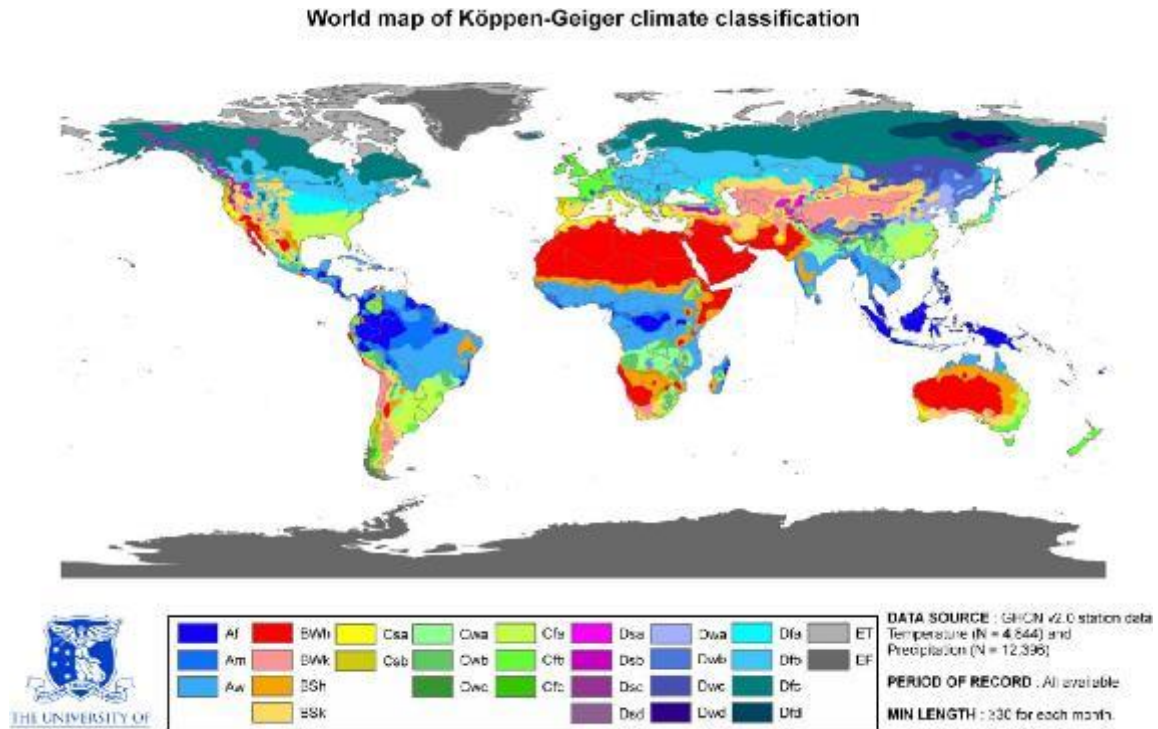 World map of Köppen-Geiger climate classification
Af
BWh
Csa
Cwa
Cfa
Dsa
Dwa
Dfa
ET
Am
BWk
Csb
Cwb
Cfb
Dsb
Dwb
Dfb
EF
Aw
BSh
Cwc
Cfc
Dsc
Dwc
Dfc
BSk
Dsd
Dwd
Dfd
DATA SOURCE : GHCN v2.0 station data
Temperature (N = 4,844) and
Precipitation (N = 12,396)
PERIOD OF RECORD : All available
MIN LENGTH : ≥30 for each month.
THE UNIVERSITY OF